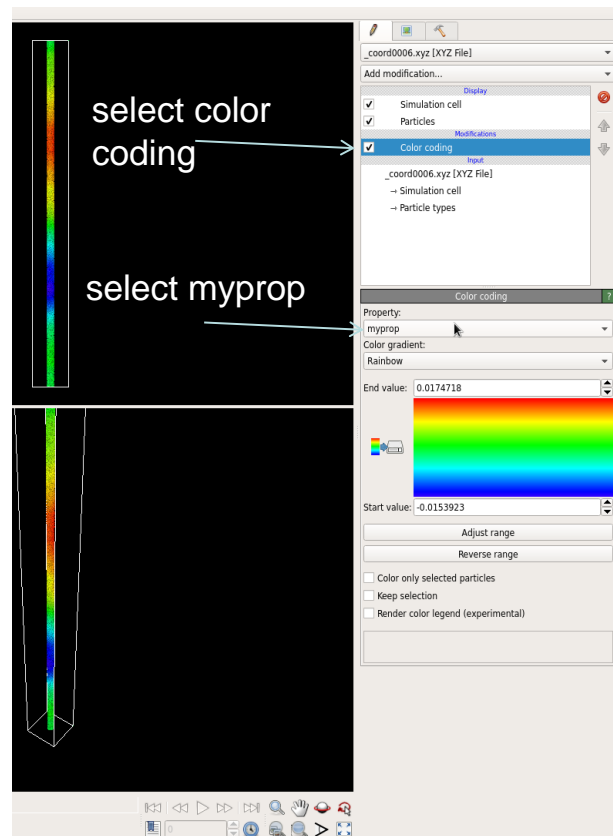 _coord0006.xyz [XYZ File]
Add modification...
Display
Simulation cell
Particles
Modifications
Color coding
Input
_coord0006.xyz [XYZ File]
→ Simulation cell
→ Particle types
select color
coding
select myprop
Color coding
?
Property:
myprop
Color gradient:
Rainbow
End value: 0.0174718
Start value: -0.0153923
Adjust range
Reverse range
Color only selected particles
Keep selection
Render color legend (experimental)
0